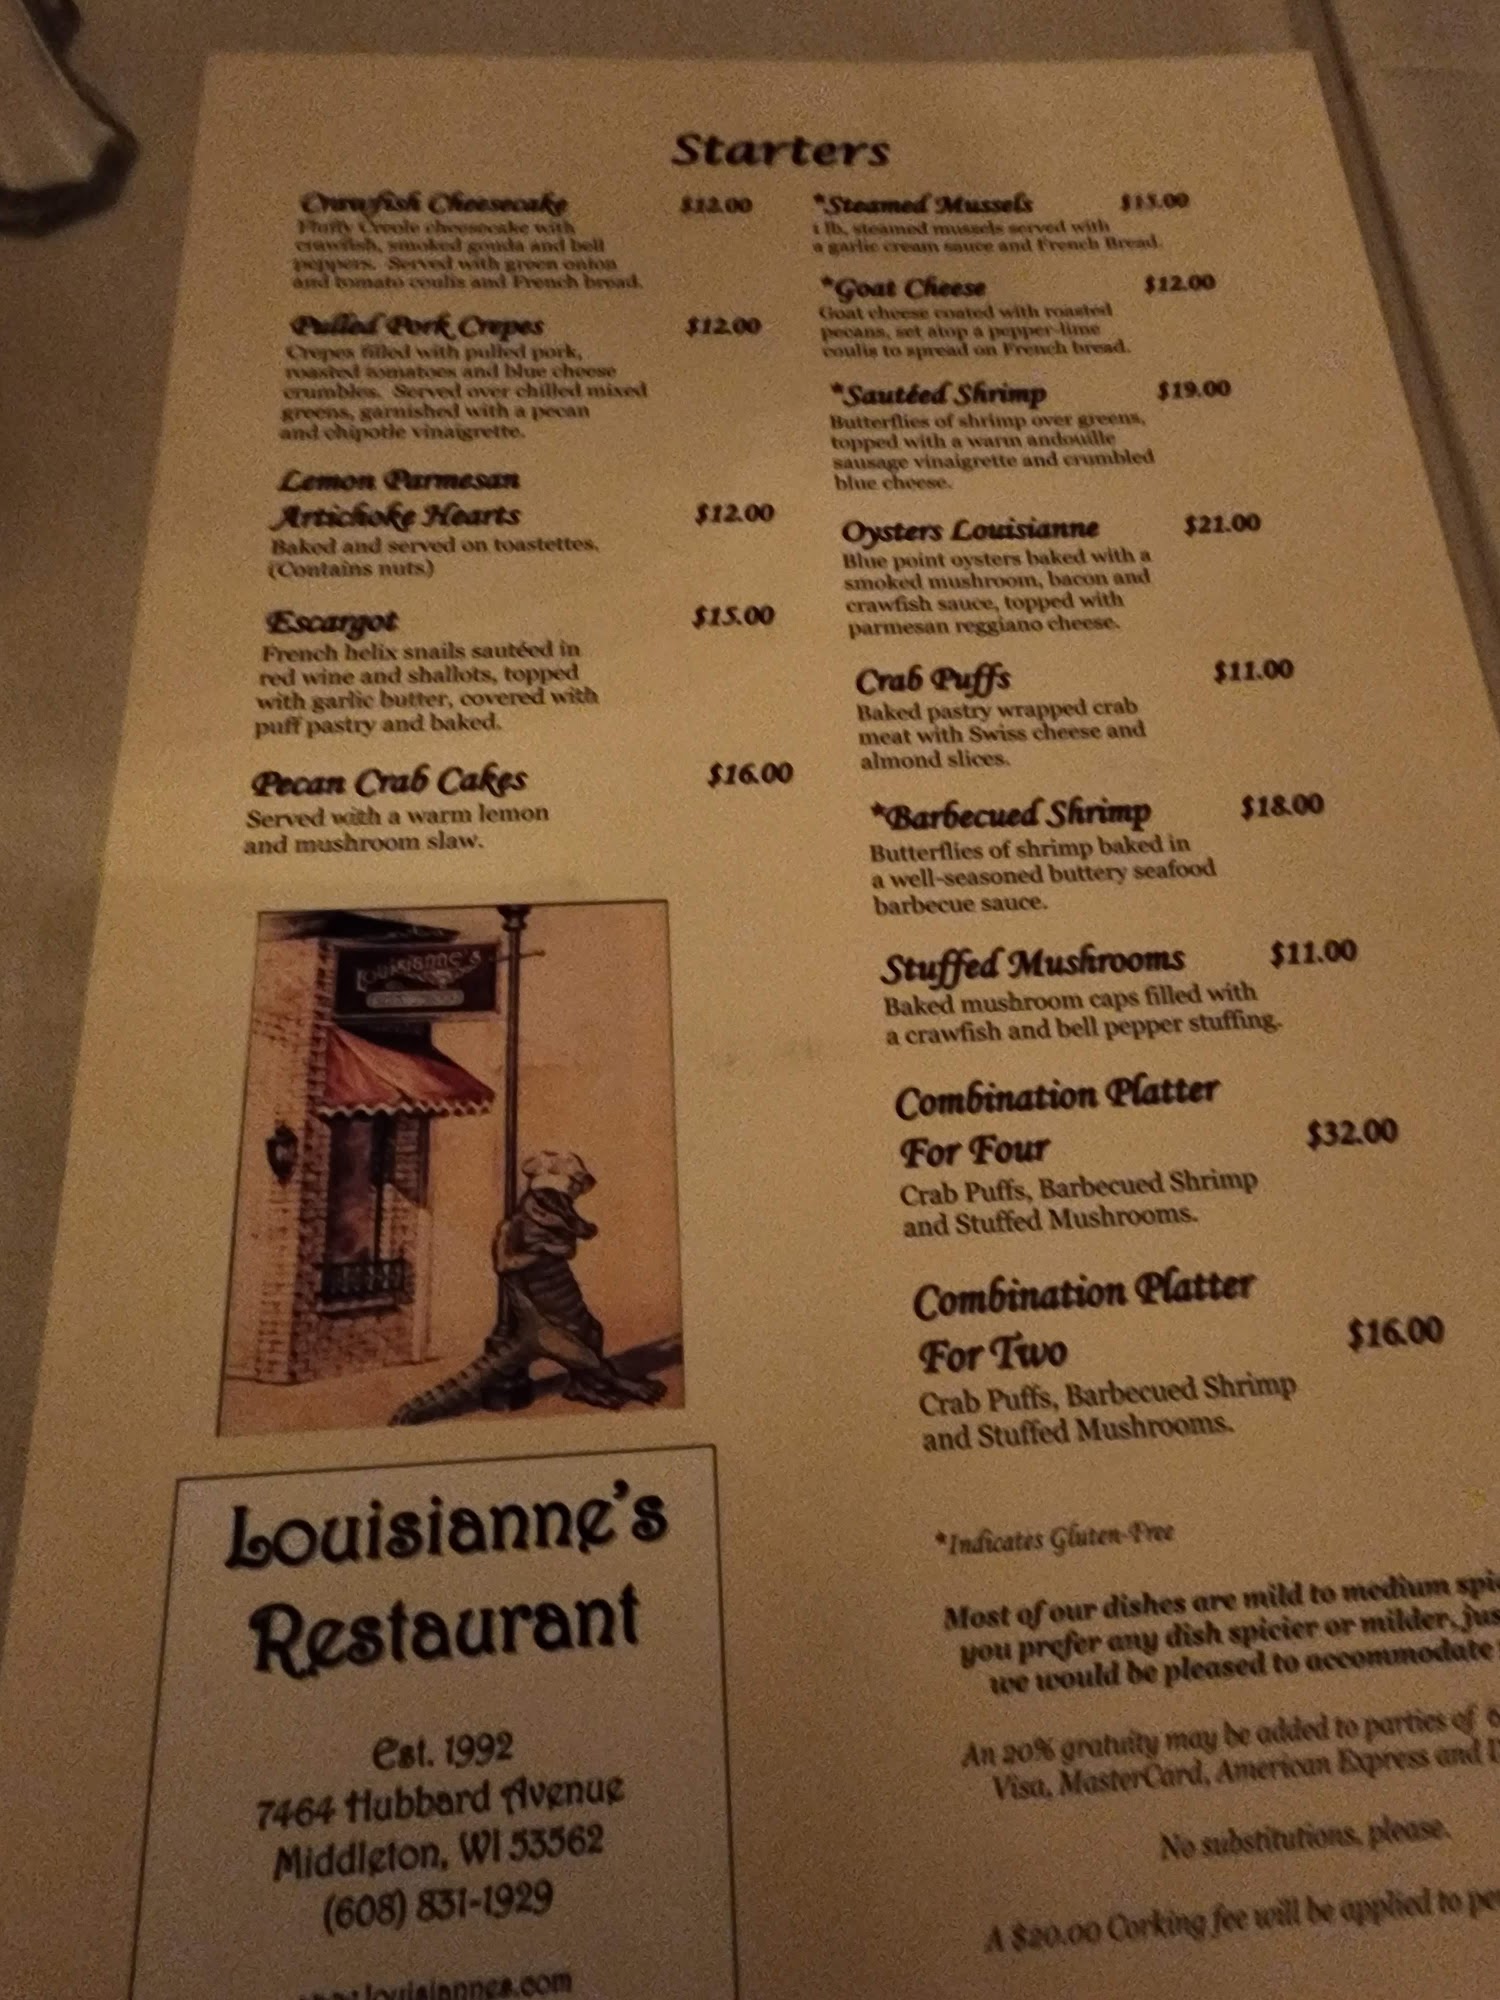 Starters
Crawfish Cheesecake $12.00
Fluffy Creole cheesecake with
crawfish, smoked gouda and bell
peppers. Served with green onion
and tomato coulis and French bread.
Pulled Pork Crepes $12.00
Crepes filled with pulled pork,
roasted tomatoes and blue cheese
crumbles. Served over chilled mixed
greens, garnished with a pecan
and chipotle vinaigrette.
Lemon Parmesan
Artichoke Hearts $12.00
Baked and served on toastettes.
(Contains nuts)
Escargot $15.00
French helix snails sautéed in
red wine and shallots, topped
with garlic butter, covered with
puff pastry and baked.
Pecan Crab Cakes $16.00
Served with a warm lemon
and mushroom slaw.
Louisianne's
Louisianne's
Restaurant
Est. 1992
7464 Hubbard Avenue
Middleton, WI 53562
(608) 831-1929
*Steamed Mussels
1 lb. steamed mussels served with
a garlic cream sauce and French Bread.
*Goat Cheese $12.00
Goat cheese coated with roasted
pecans, set atop a pepper-lime
coulis to spread on French bread.
*Sautéed Shrimp $19.00
Butterflies of shrimp over greens,
topped with a warm andouille
sausage vinaigrette and crumbled
blue cheese.
Oysters Louisianne $21.00
Blue point oysters baked with a
smoked mushroom, bacon and
crawfish sauce, topped with
parmesan reggiano cheese.
Crab Puffs $11.00
Baked pastry wrapped crab
meat with Swiss cheese and
almond slices.
*Barbecued Shrimp $18.00
Butterflies of shrimp baked in
a well-seasoned buttery seafood
barbecue sauce.
Stuffed Mushrooms $11.00
Baked mushroom caps filled with
a crawfish and bell pepper stuffing.
Combination Platter
For Four $32.00
Crab Puffs, Barbecued Shrimp
and Stuffed Mushrooms.
Combination Platter
For Two $16.00
Crab Puffs, Barbecued Shrimp
and Stuffed Mushrooms.
*Indicates Gluten-Free
Most of our dishes are mild to medium
you prefer any dish spicier or milder,
we would be pleased to accommodate
An 20% gratuity may be added to parties of
Visa, MasterCard, American Express and
No substitutions, please.
A $20.00 Corking fee will be applied to